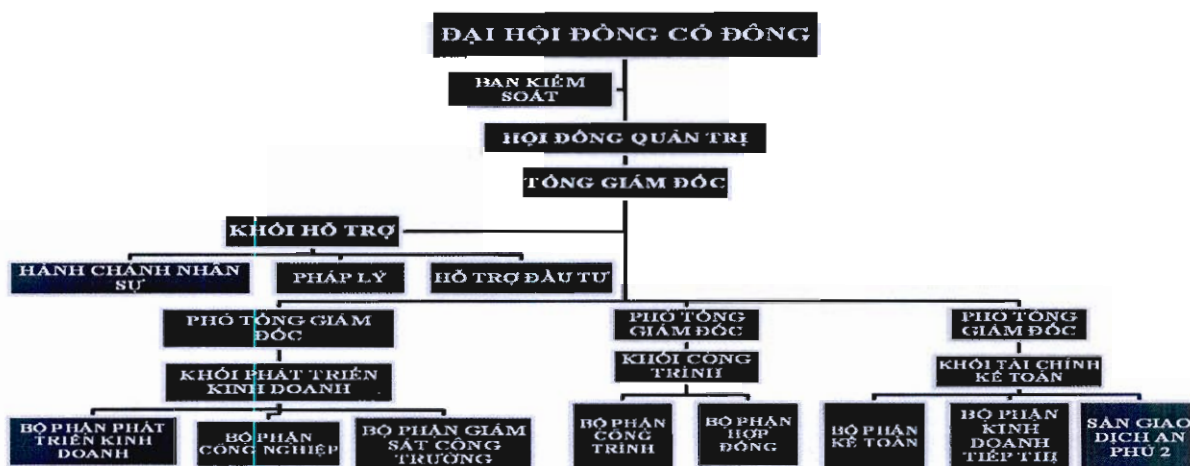 ĐẠI HỘI ĐỒNG CỔ ĐÔNG
BAN KIỂM
SOÁT
HỘI ĐỒNG QUẢN TRỊ
TỔNG GIÁM ĐỐC
KHỐI HỖ TRỢ
HÀNH CHÁNH NHÂN
SỰ
PHÁP LÝ
HỖ TRỢ ĐẦU TƯ
PHÓ TỔNG GIÁM
ĐỐC
KHỐI PHÁT TRIỂN
KINH DOANH
BỘ PHẬN PHÁT
TRIỂN KINH
DOANH
BỘ PHẬN
CÔNG NGHIỆP
BỘ PHẬN GIÁM
SÁT CÔNG
TRƯỜNG
PHÓ TỔNG
GIÁM ĐỐC
KHỐI CÔNG
TRÌNH
BỘ PHẬN
CÔNG
TRÌNH
BỘ PHẬN
HỢP
ĐỒNG
PHÓ TỔNG
GIÁM ĐỐC
KHỐI TÀI CHÍNH
KẾ TOÁN
BỘ PHẬN
KẾ TOÁN
BỘ PHẬN
KINH
DOANH
TIẾP THỊ
SÀN GIAO
DỊCH AN
PHÚ 2